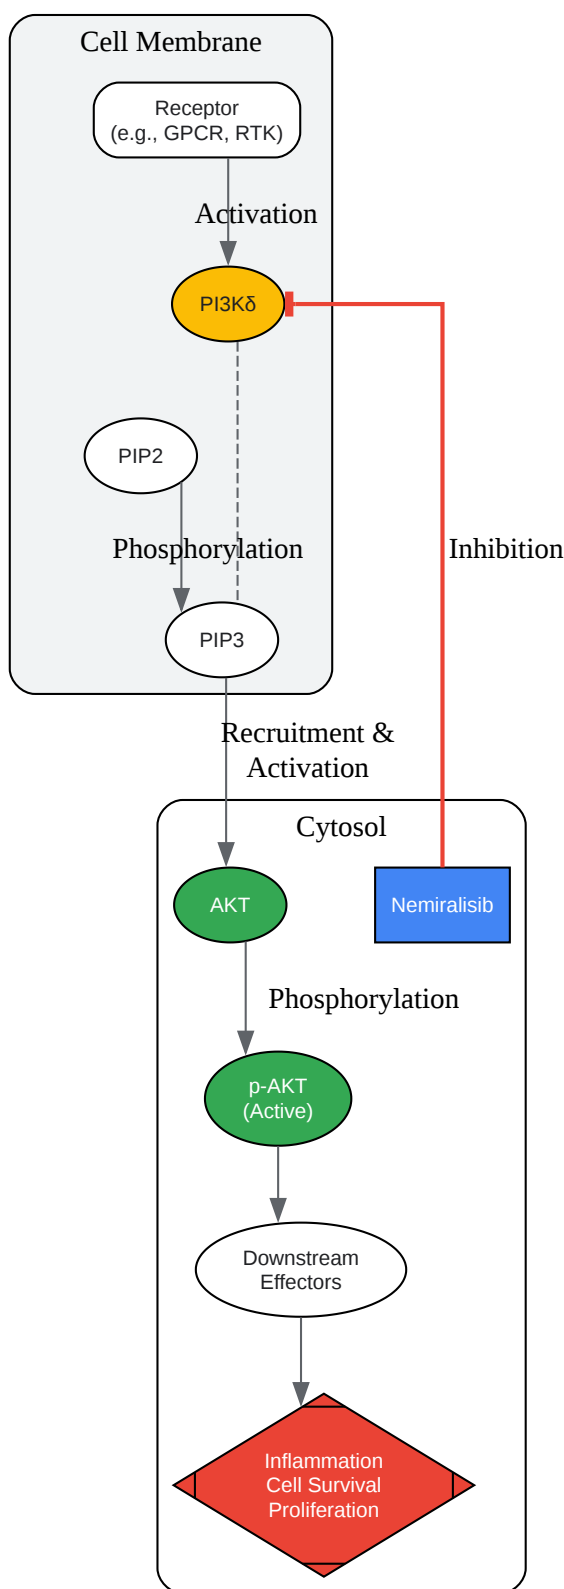 Cell Membrane
Receptor
(e.g., GPCR, RTK)
Activation
PI3Kδ
PIP2
Phosphorylation
Inhibition
PIP3
Recruitment &
Activation
Cytosol
AKT
Nemiralisib
Phosphorylation
p-AKT
(Active)
Downstream
Effectors
Inflammation
Cell Survival
Proliferation